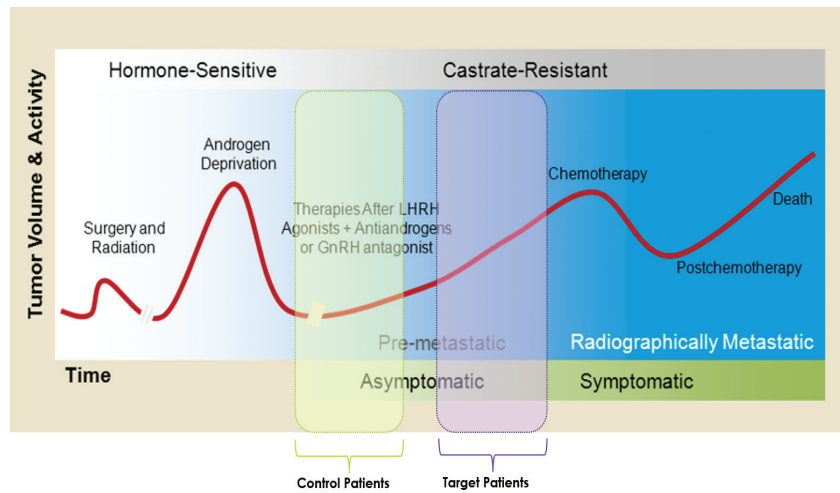 Hormone-Sensitive
Castrate-Resistant
Tumor Volume & Activity
Surgery and
Radiation
Androgen
Deprivation
Therapies After LHRH
Agonists + Antiandrogens
or GnRH antagonist
Chemotherapy
Death
Postchemotherapy
Pre-metastatic
Radiographically Metastatic
Time
Asymptomatic
Symptomatic
Control Patients
Target Patients